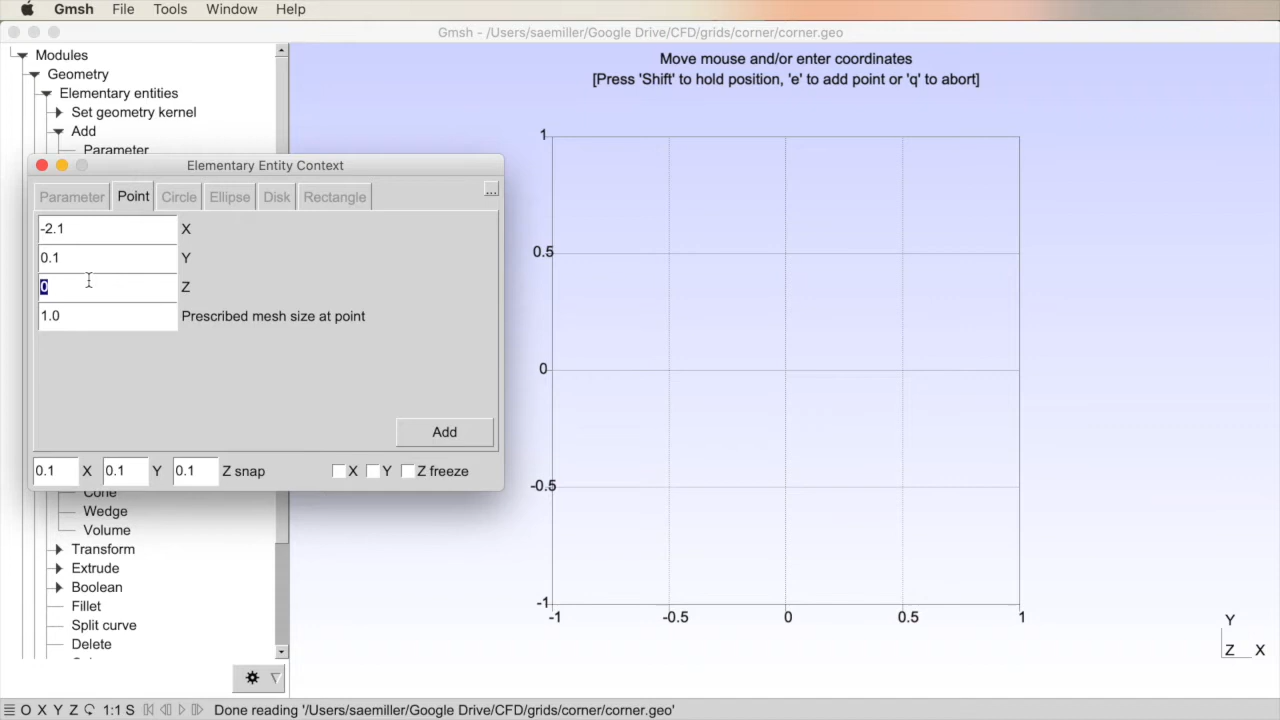 Gmsh File Tools Window Help
Gmsh - /Users/saemiller/Google Drive/CFD/grids/corner/corner.geo
Modules
Geometry
Elementary entities
Set geometry kernel
Add
Parameter
Elementary Entity Context
Parameter Point Circle Ellipse Disk Rectangle ...
-2.1 X
0.1 Y
0 Z
1.0 Prescribed mesh size at point
Add
0.1 X 0.1 Y 0.1 Z snap X Y Z freeze
Cone
Wedge
Volume
Transform
Extrude
Boolean
Fillet
Split curve
Delete
Move mouse and/or enter coordinates
[Press 'Shift' to hold position, 'e' to add point or 'q' to abort]
1
0.5
0
-0.5
-1
-1 -0.5 0 0.5 1
Y
Z X
O X Y Z 1:1 S Done reading '/Users/saemiller/Google Drive/CFD/grids/corner/corner.geo'